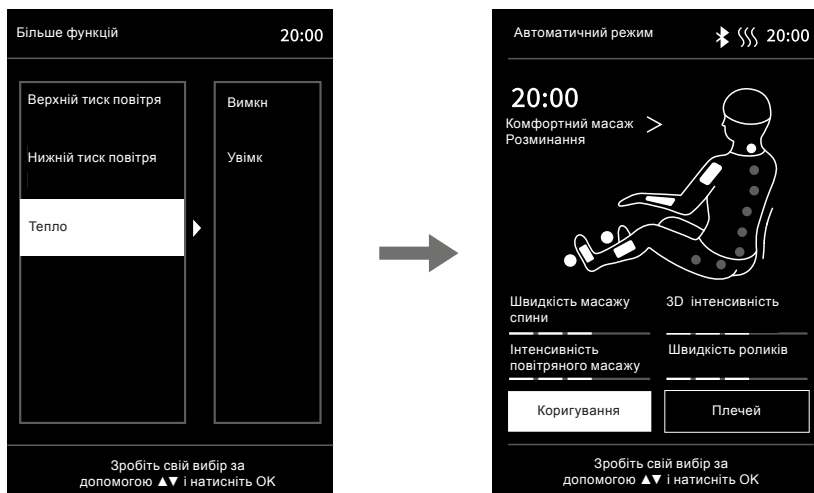 Більше функцій 20:00
Верхній тиск повітря
Нижній тиск повітря
Тепло
Вимкн
Увімк
Зробіть свій вибір за
допомогою ▲▼ і натисніть OK
Автоматичний режим 20:00
20:00
Комфортний масаж >
Розминання
Швидкість масажу
спини
3D інтенсивність
Інтенсивність
повітряного масажу
Швидкість роликів
Коригування
Плечей
Зробіть свій вибір за
допомогою ▲▼ і натисніть OK